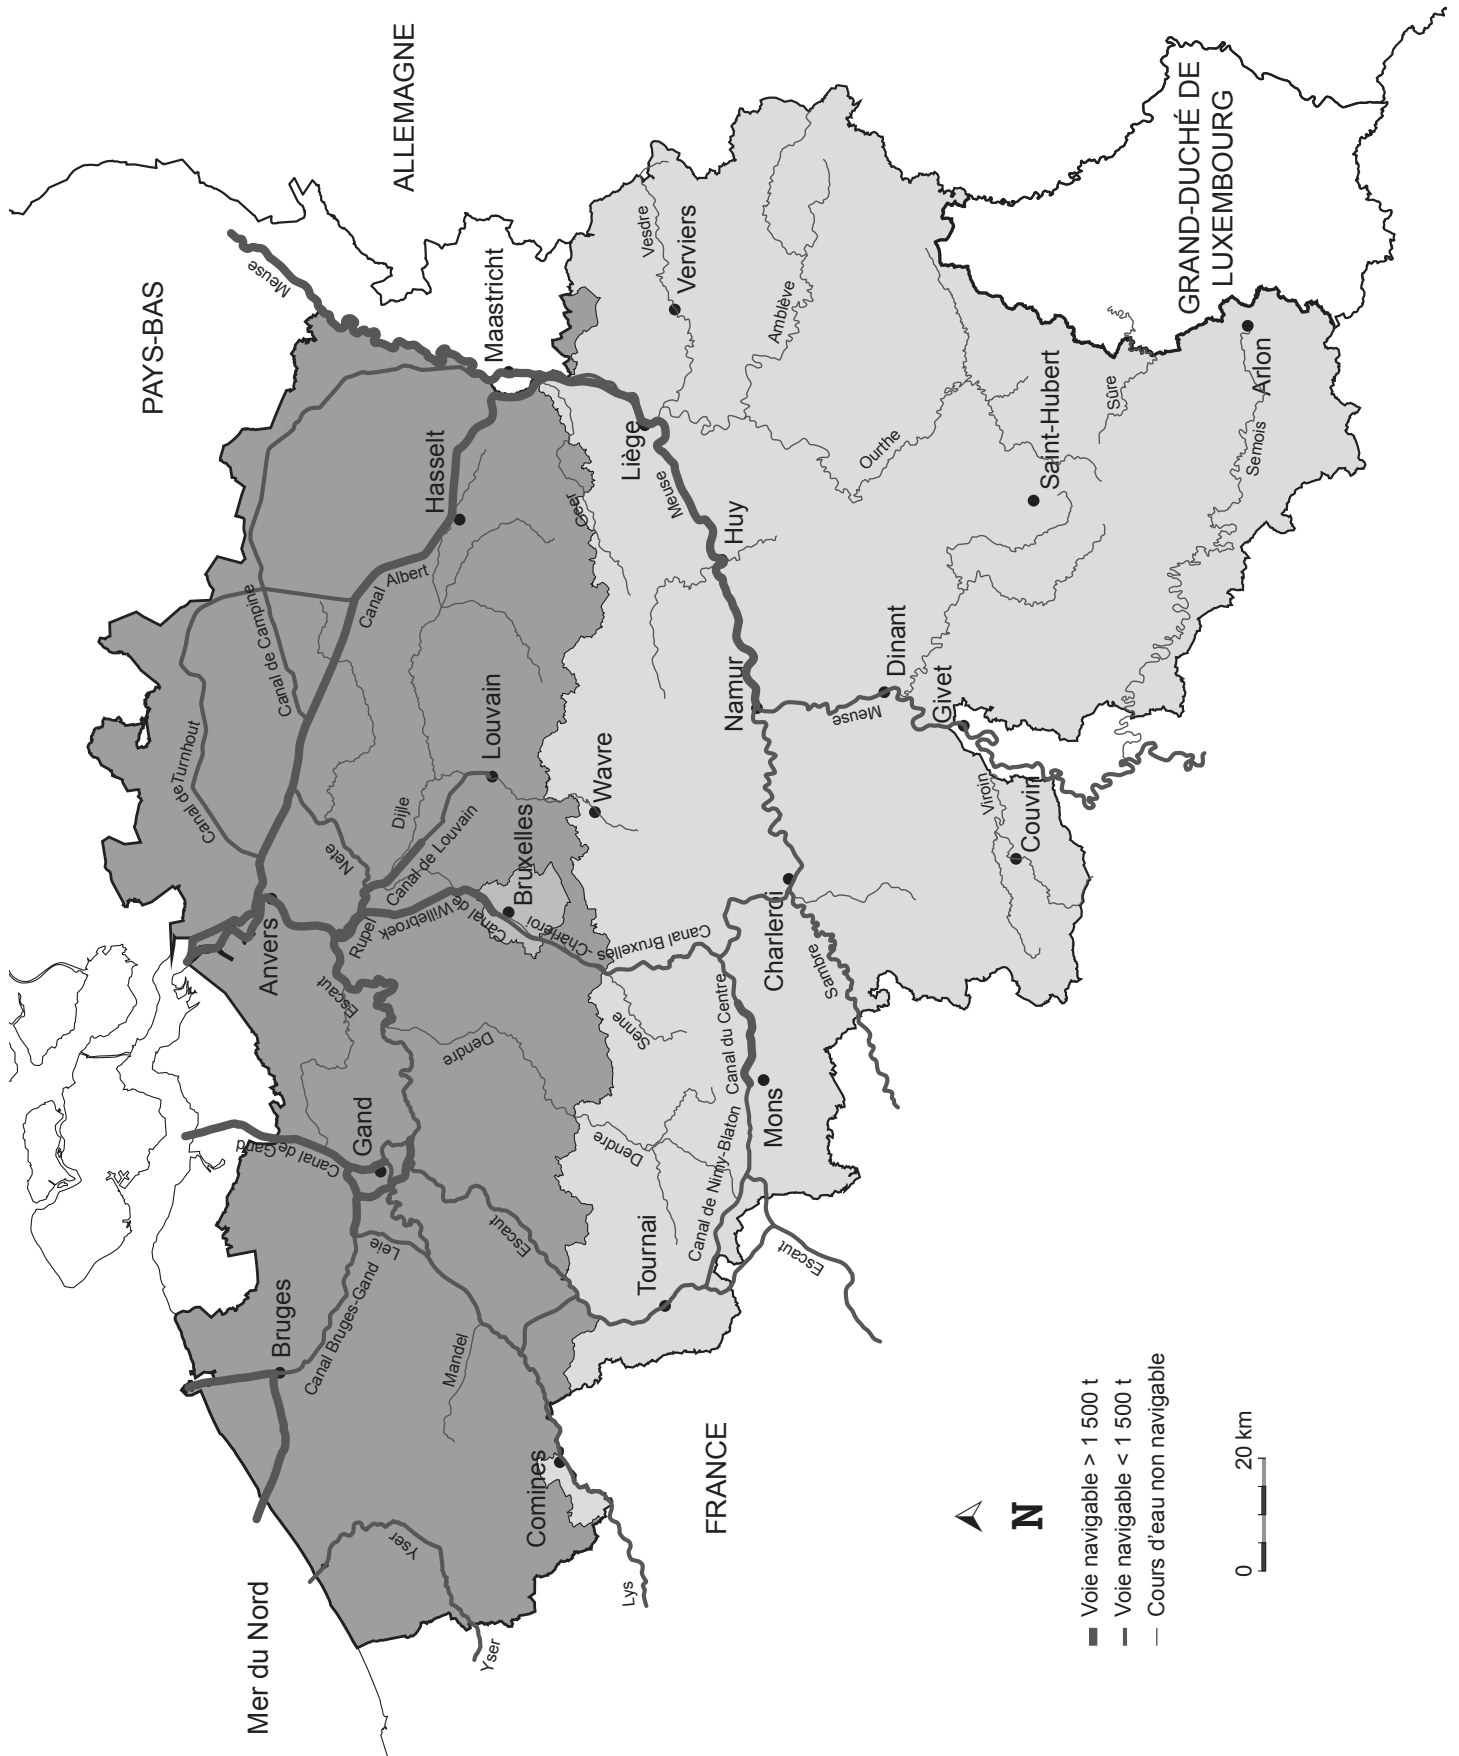 Mer du Nord
PAYS-BAS
ALLEMAGNE
FRANCE
GRAND-DUCHÉ DE
LUXEMBOURG
Bruges
Gand
Anvers
Hasselt
Maastricht
Louvain
Bruxelles
Comines
Wavre
Liège
Verviers
Tournai
Mons
Charleroi
Namur
Huy
Dinant
Givet
Couvin
Saint-Hubert
Arlon
Yser
Yser
Lys
Leie
Mandel
Canal Bruges-Gand
Canal de Gand
Escaut
Escaut
Escaut
Dendre
Dendre
Senne
Rupel
Nete
Dijle
Canal de Louvain
Canal de
Willebroek
Canal Bruxelles
-Charleroi
Canal de Turnhout
Canal de Campine
Canal Albert
Meuse
Meuse
Meuse
Geer
Vesdre
Amblève
Ourthe
Sûre
Semois
Viroin
Sambre
Canal du Centre
Canal de Nimy-Blaton
N
Voie navigable > 1 500 t
Voie navigable < 1 500 t
Cours d'eau non navigable
0
20 km